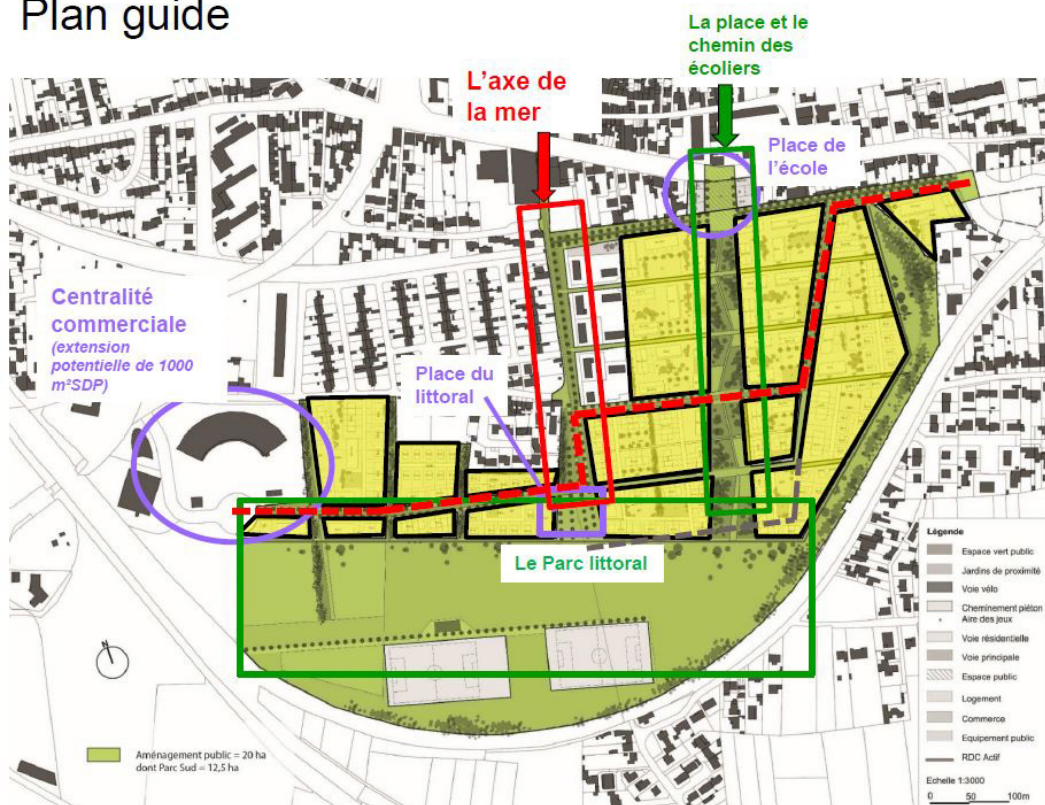 Plan guide
La place et le
chemin des
écoliers
L'axe de
la mer
Place de
l'école
Centralité
commerciale
(extension
potentielle de 1000
m²SDP)
Place du
littoral
Le Parc littoral
Légende
Espace vert public
Jardins de proximité
Voie vélo
Cheminement piéton
Aire des jeux
Voie résidentielle
Voie principale
Espace public
Logement
Commerce
Equipement public
RDC Actif
Echelle 1:3000
0 50 100m
Aménagement public = 20 ha
dont Parc Sud = 12,5 ha
N